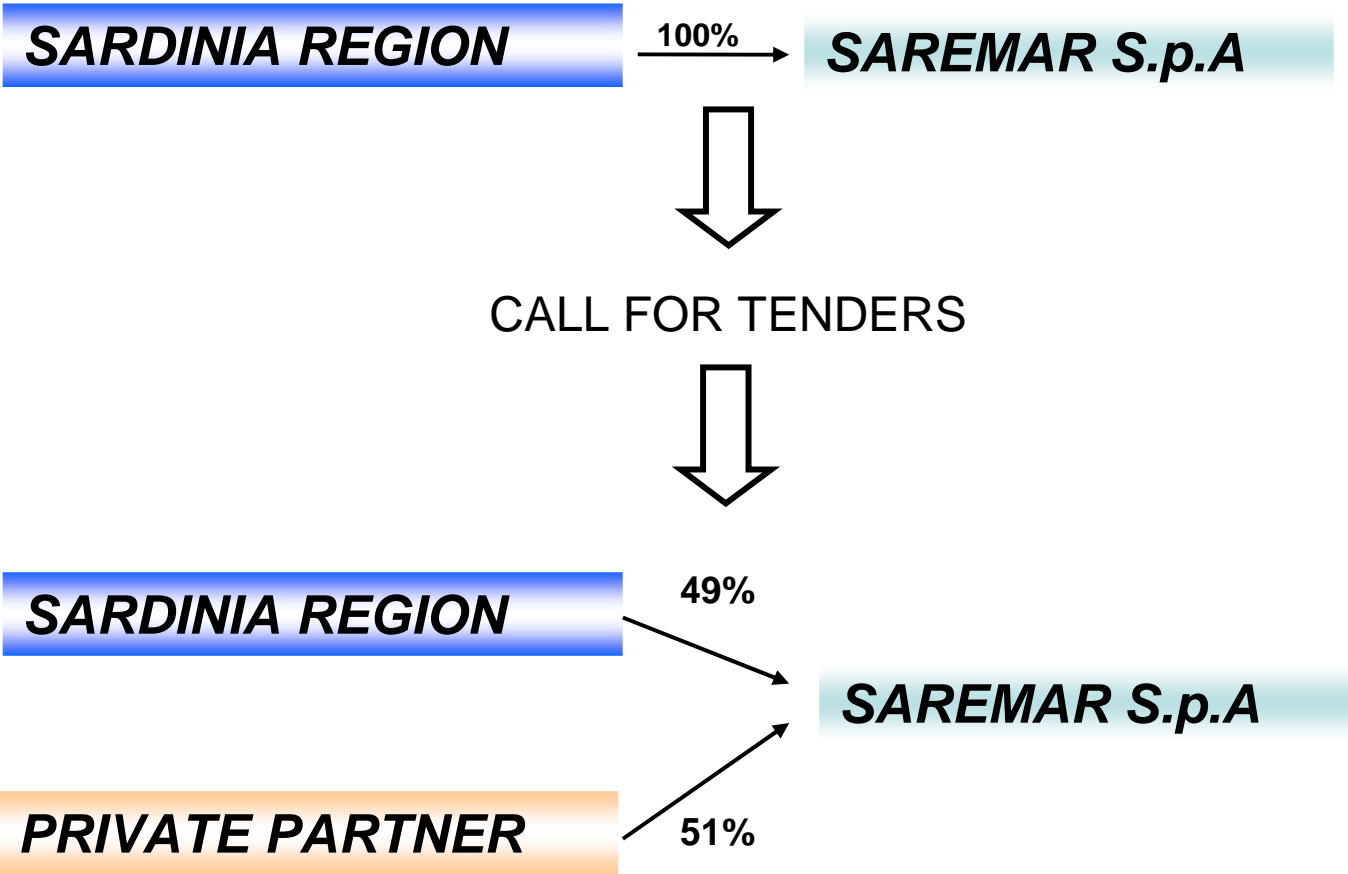 SARDINIA REGION
100%
SAREMAR S.p.A
CALL FOR TENDERS
SARDINIA REGION
49%
SAREMAR S.p.A
PRIVATE PARTNER
51%